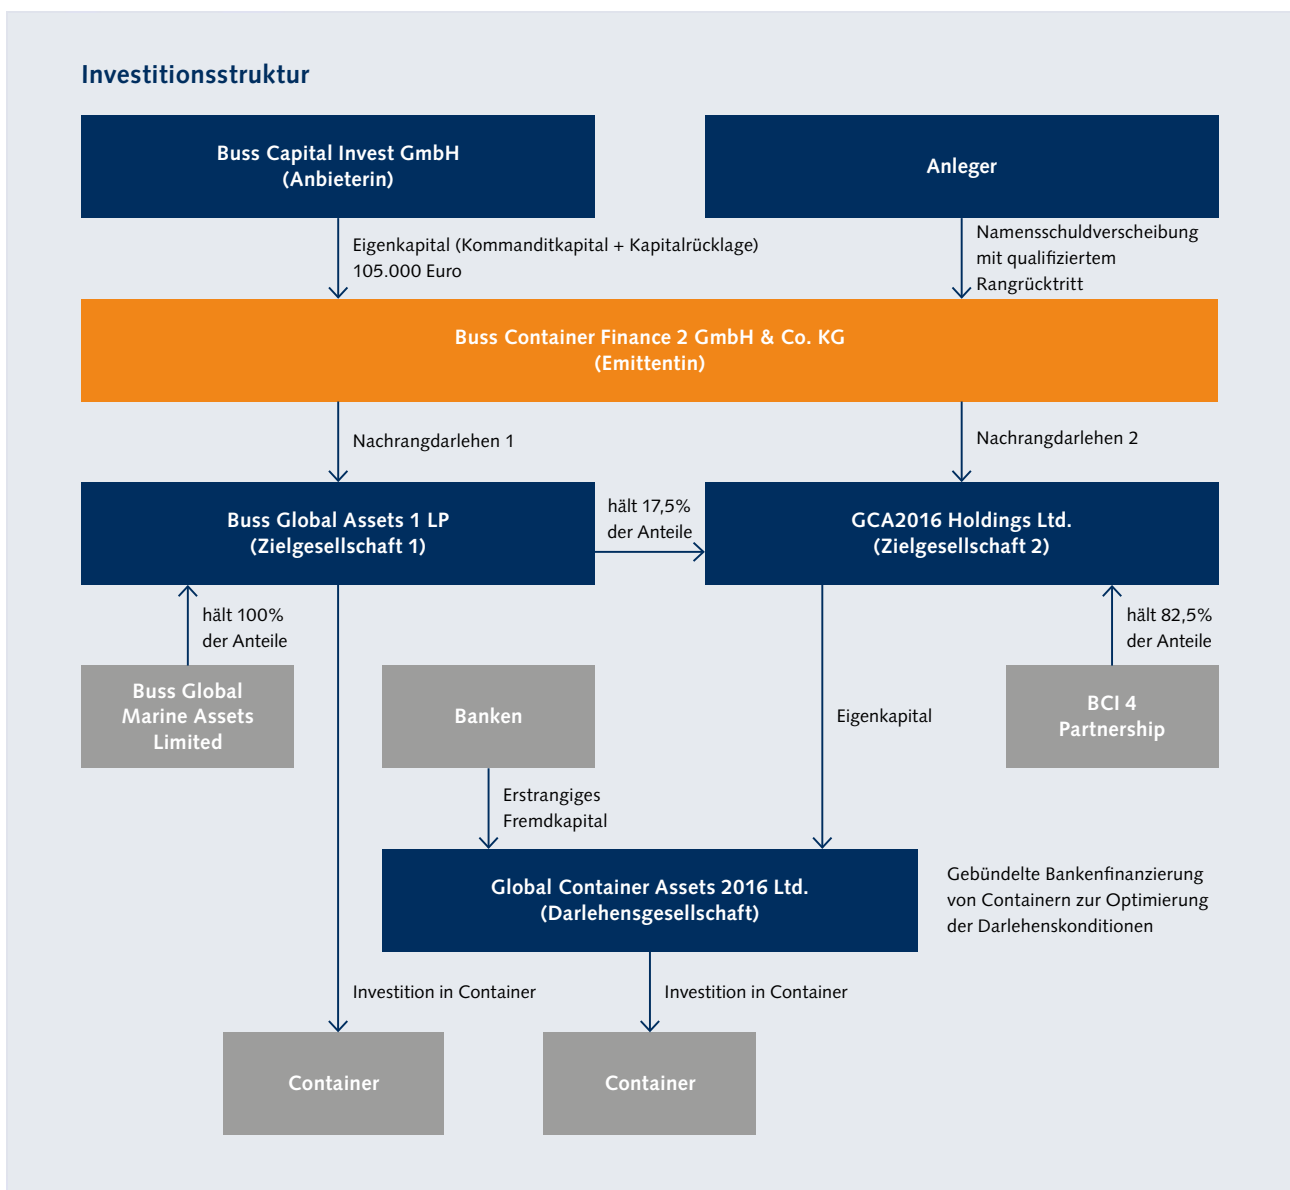 Investitionsstruktur
Buss Capital Invest GmbH
(Anbieterin)
Anleger
Eigenkapital (Kommanditkapital + Kapitalrücklage)
105.000 Euro
Namensschuldverscheibung
mit qualifiziertem
Rangrücktritt
Buss Container Finance 2 GmbH & Co. KG
(Emittentin)
Nachrangdarlehen 1
Nachrangdarlehen 2
Buss Global Assets 1 LP
(Zielgesellschaft 1)
hält 17,5%
der Anteile
GCA2016 Holdings Ltd.
(Zielgesellschaft 2)
hält 100%
der Anteile
hält 82,5%
der Anteile
Buss Global
Marine Assets
Limited
Banken
Eigenkapital
BCI 4
Partnership
Erstrangiges
Fremdkapital
Global Container Assets 2016 Ltd.
(Darlehensgesellschaft)
Gebündelte Bankenfinanzierung
von Containern zur Optimierung
der Darlehenskonditionen
Investition in Container
Investition in Container
Container
Container